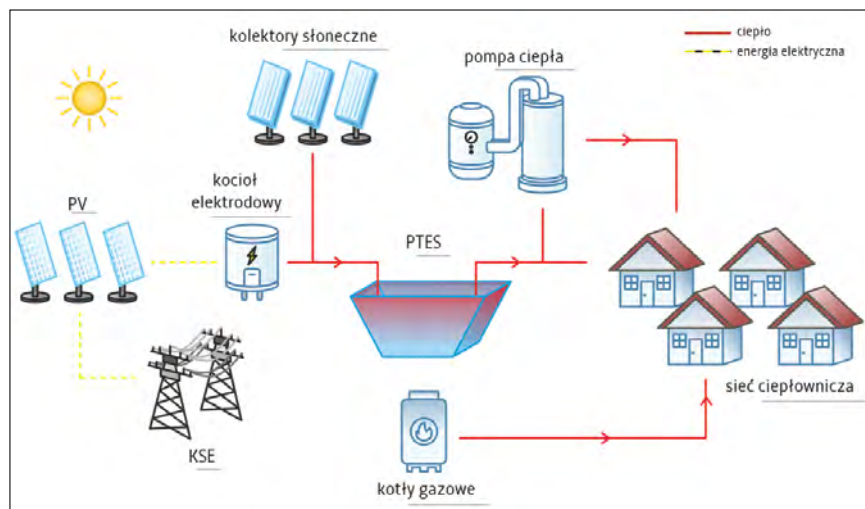 kolektory słoneczne
ciepło
energia elektryczna
pompa ciepła
kocioł
elektrodowy
PV
PTES
sieć ciepłownicza
KSE
kotły gazowe